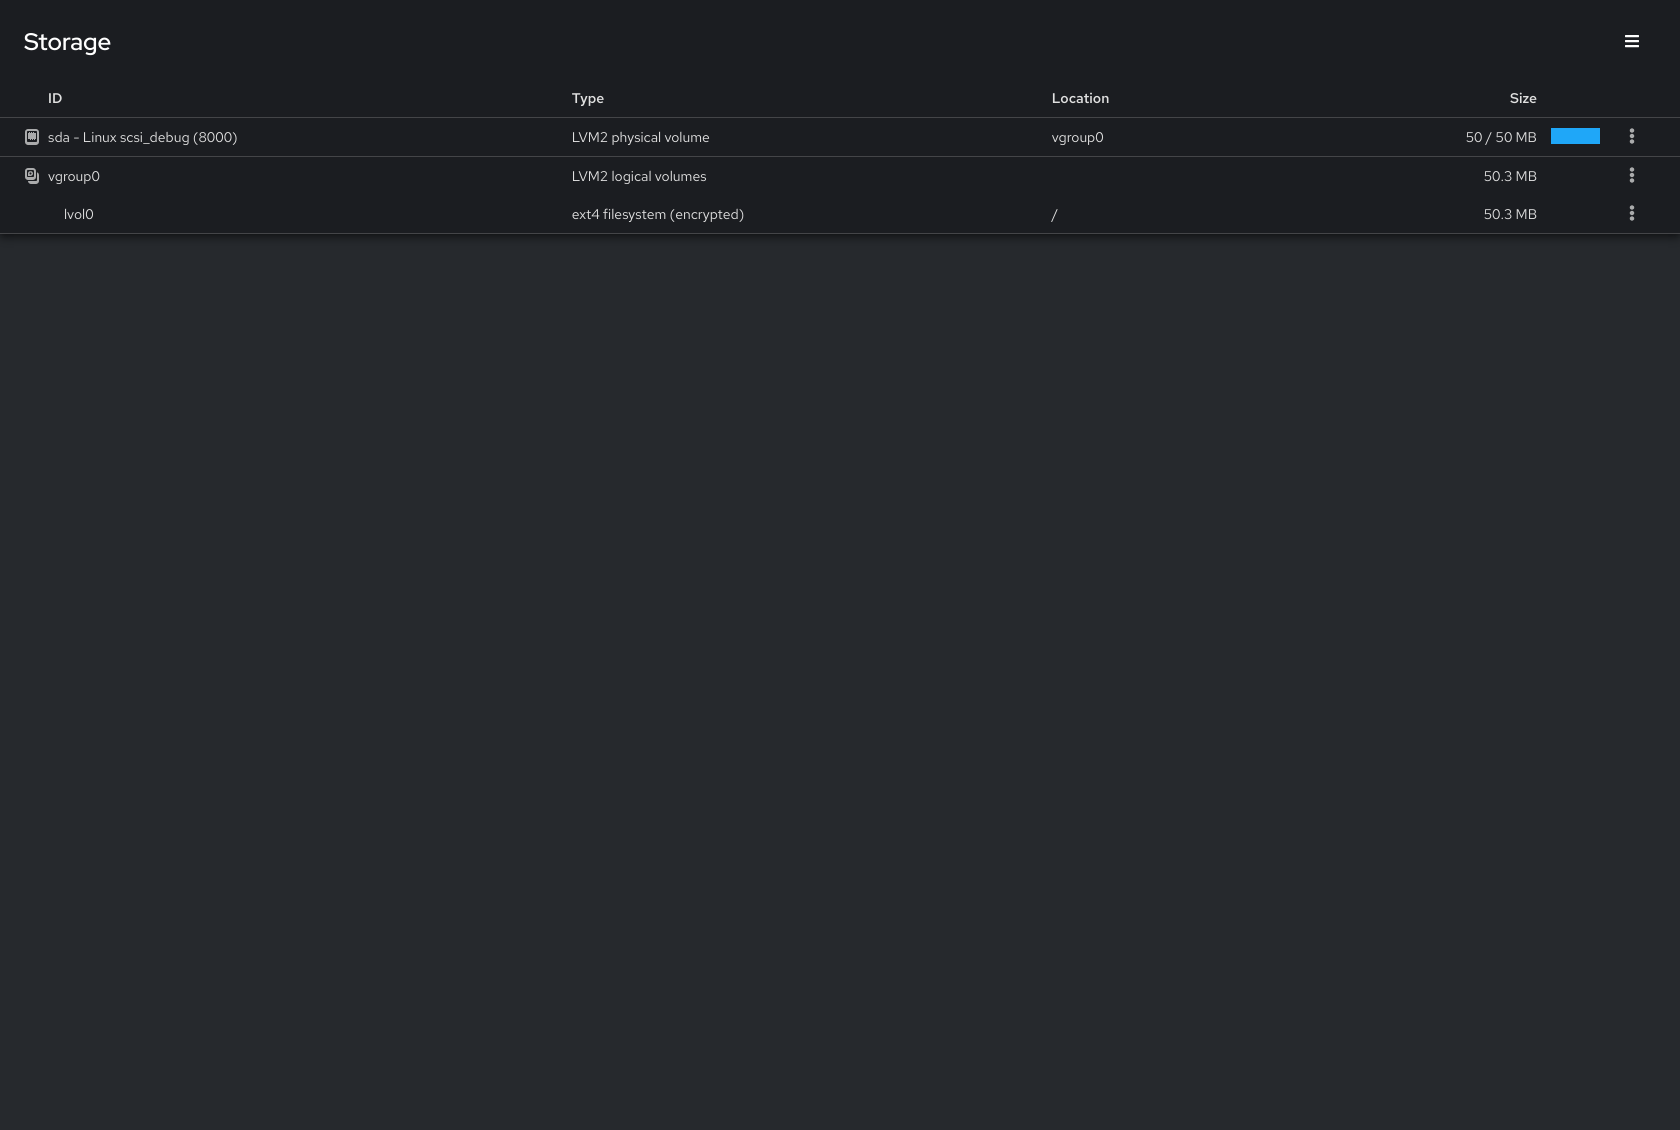 Storage
ID Type Location Size
sda - Linux scsi_debug (8000) LVM2 physical volume vgroup0 50 / 50 MB
vgroup0 LVM2 logical volumes 50.3 MB
lvol0 ext4 filesystem (encrypted) / 50.3 MB